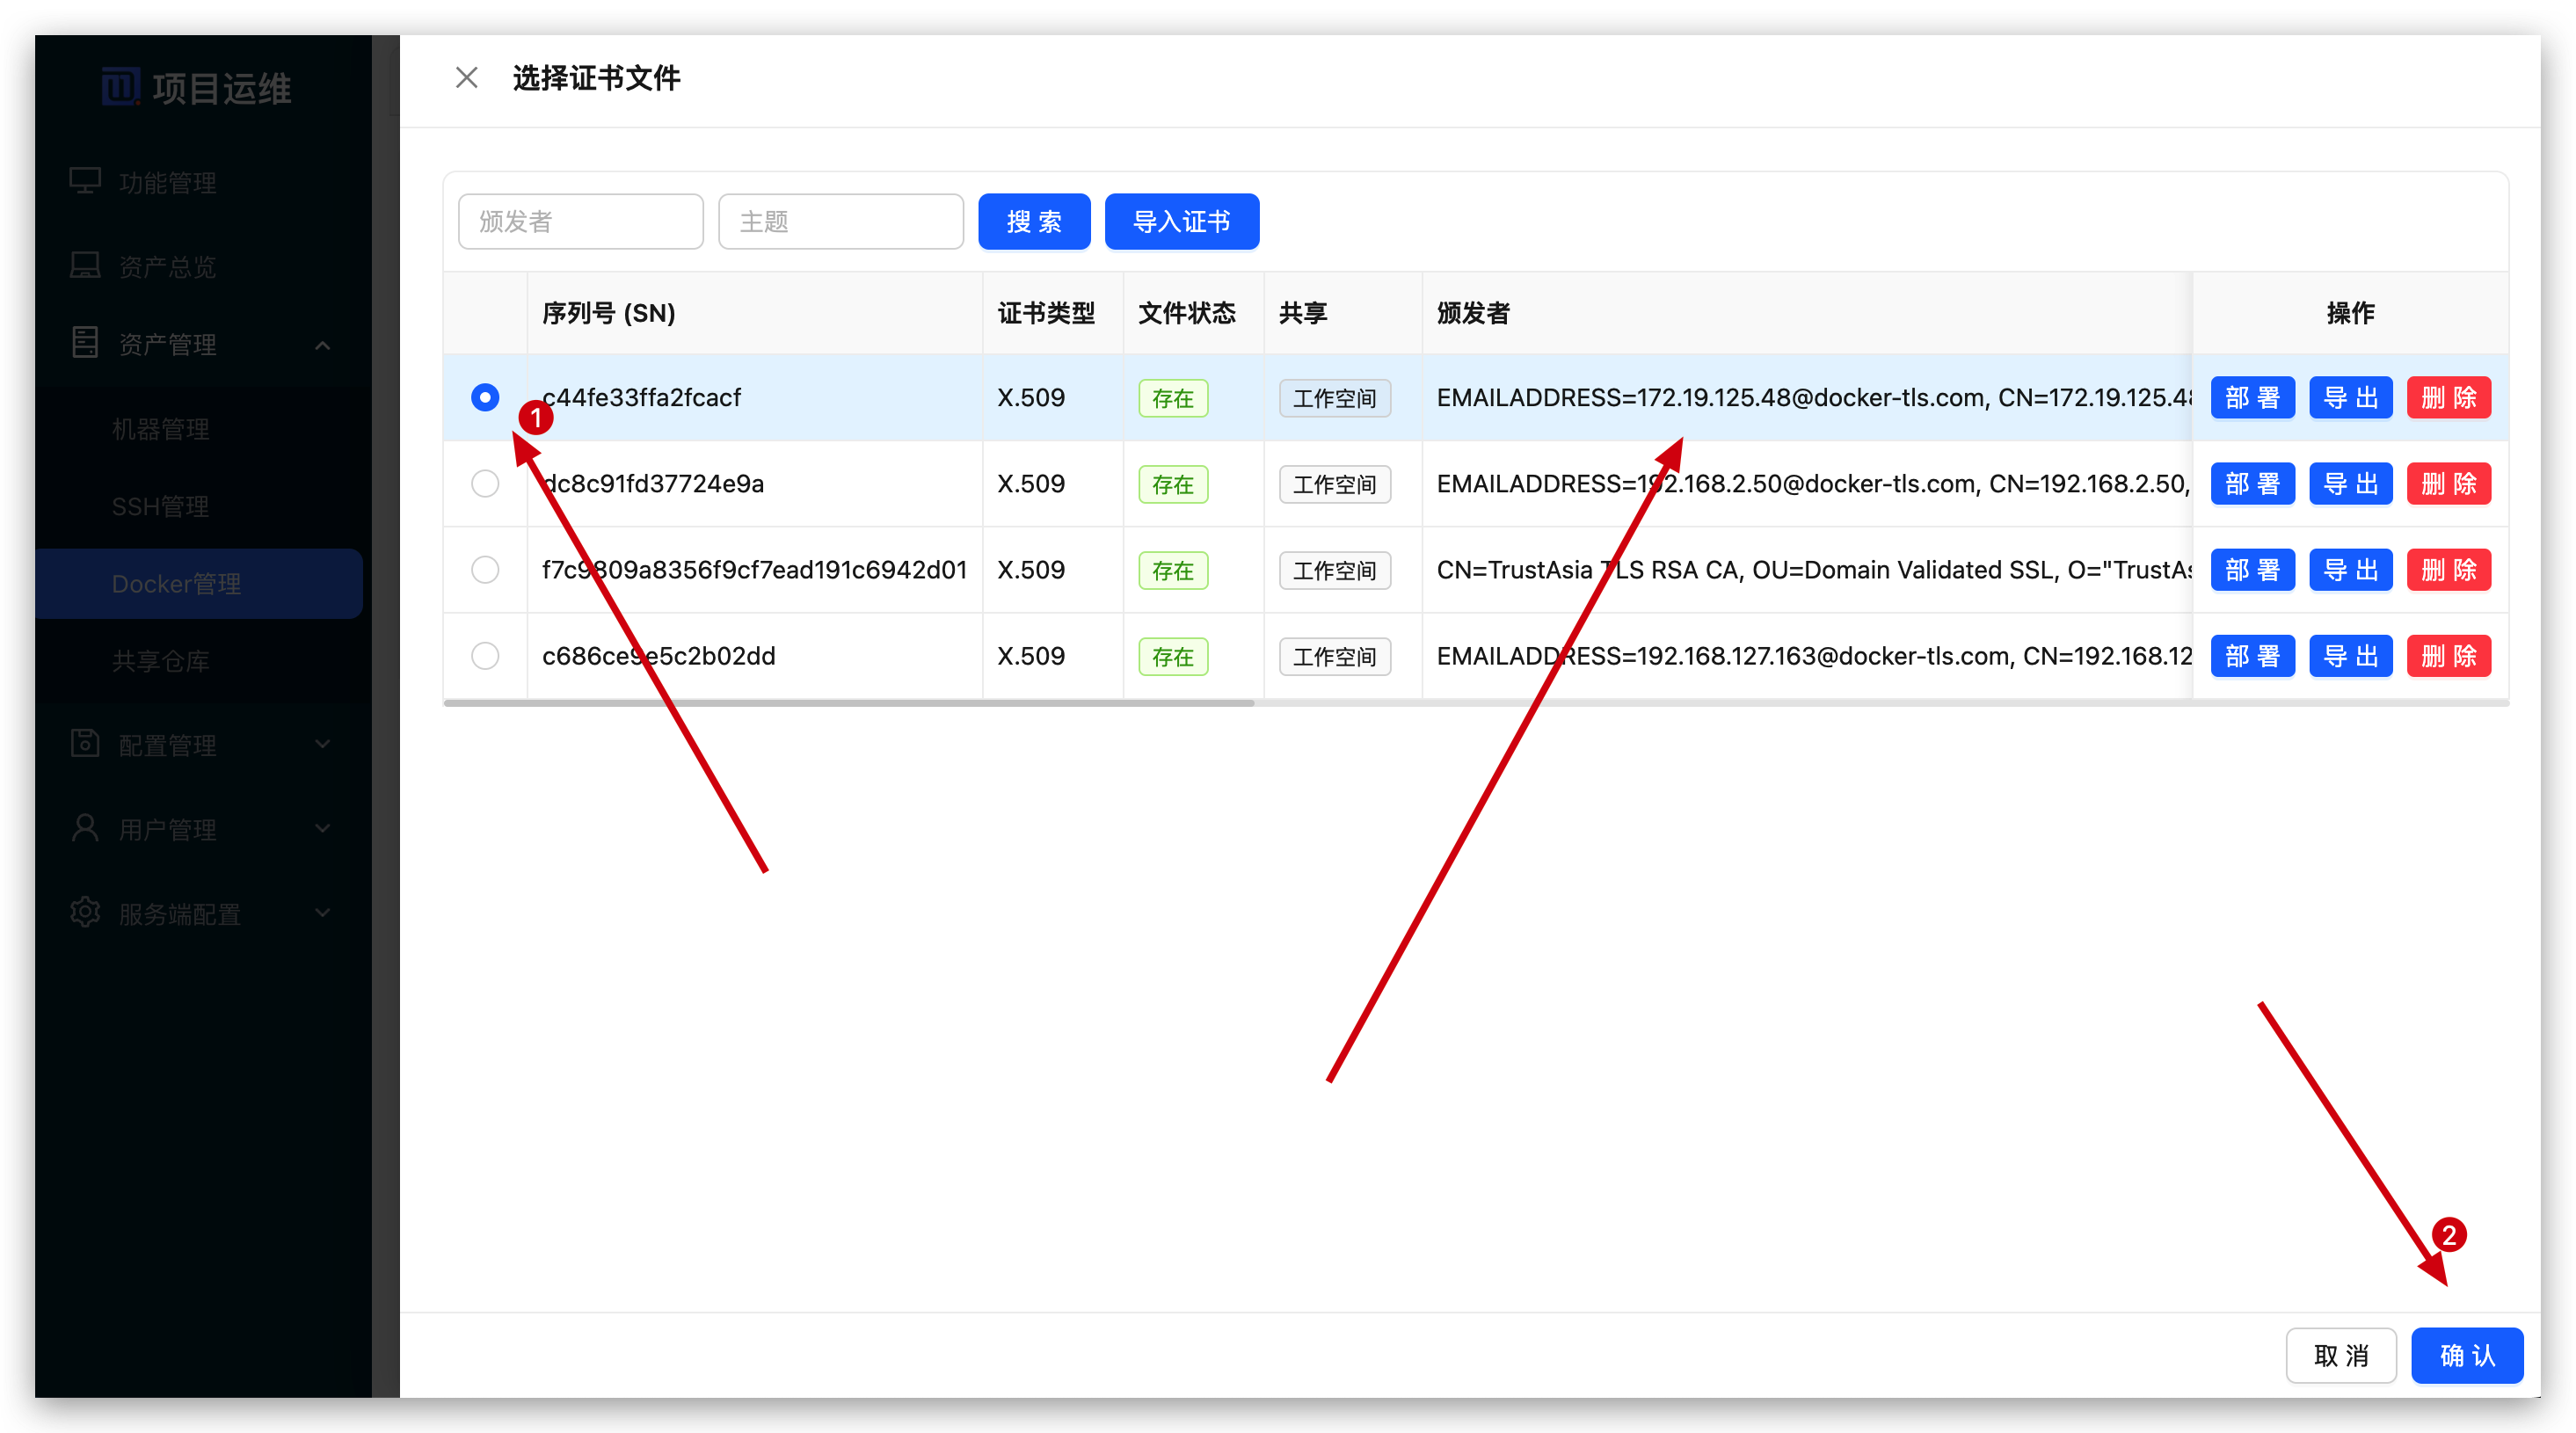 项目运维
功能管理
资产总览
资产管理
机器管理
SSH管理
Docker管理
共享仓库
配置管理
用户管理
服务端配置
选择证书文件
颁发者 主题 搜 索 导入证书
序列号 (SN) 证书类型 文件状态 共享 颁发者 操作
c44fe33ffa2fcacf X.509 存在 工作空间 EMAILADDRESS=172.19.125.48@docker-tls.com, CN=172.19.125.48 部 署 导 出 删 除
1
dc8c91fd37724e9a X.509 存在 工作空间 EMAILADDRESS=192.168.2.50@docker-tls.com, CN=192.168.2.50, 部 署 导 出 删 除
f7c9809a8356f9cf7ead191c6942d01 X.509 存在 工作空间 CN=TrustAsia TLS RSA CA, OU=Domain Validated SSL, O="TrustAs 部 署 导 出 删 除
c686ce9e5c2b02dd X.509 存在 工作空间 EMAILADDRESS=192.168.127.163@docker-tls.com, CN=192.168.12 部 署 导 出 删 除
2
取 消 确 认